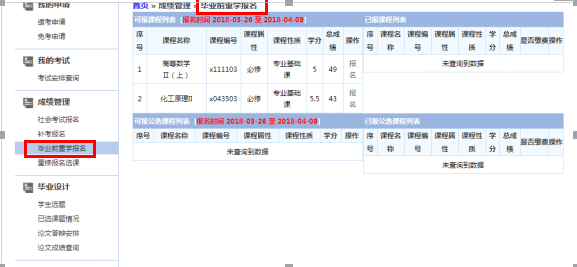 我的申请
缓考申请
免考申请
我的考试
考试安排查询
成绩管理
社会考试报名
补考报名
毕业前重学报名
重修报名选课
毕业设计
学生选题
已选课题情况
论文答辩安排
论文成绩查询
首页 » 成绩管理 » 毕业前重学报名
可报课程列表 [报名时间 2018-03-26 至 2018-04-09]
序号 课程名称 课程编号 课程属性 课程性质 学分 总成绩 操作
1 高等数学II（上） x111103 必修 专业基础课 5 49 报名
2 化工原理II x043503 必修 专业基础课 5.5 43 报名
已报课程列表
序号 课程名称 课程编号 课程属性 课程性质 学分 总成绩 是否缴费 操作
未查询到数据
可报公选课程列表 [报名时间 2018-03-26 至 2018-04-09]
序号 课程名称 课程编号 课程属性 课程性质 学分 操作
未查询到数据
已报公选课程列表
序号 课程名称 课程编号 课程属性 课程性质 学分 总成绩 是否缴费 操作
未查询到数据